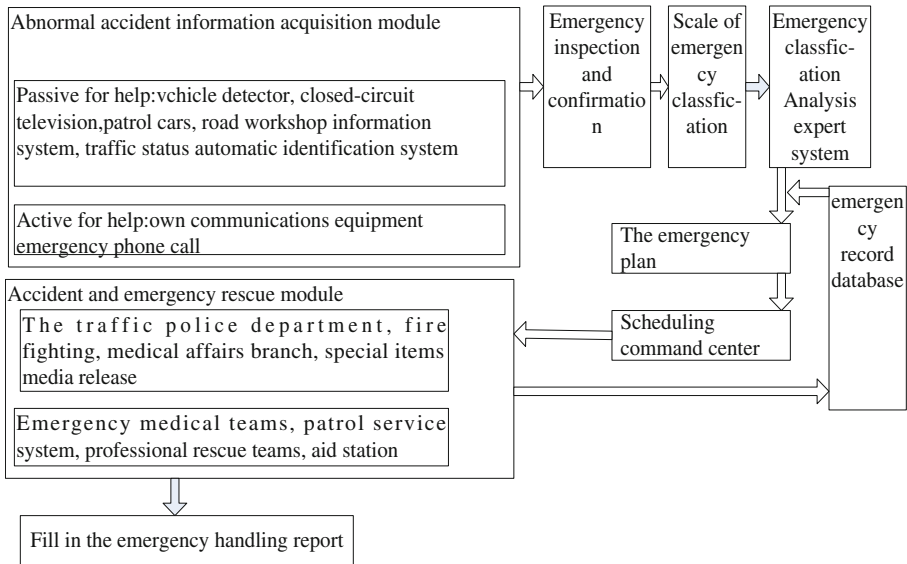 Abnormal accident information acquisition module
Passive for help:vchicle detector, closed-circuit
television,patrol cars, road workshop information
system, traffic status automatic identification system
Active for help:own communications equipment
emergency phone call
Emergency
inspection
and
confirmatio
n
Scale of
emergen
cy
classfic-
ation
Emergency
classfic-
ation
Analysis
expert
system
emergen
cy
record
database
The emergency
plan
Scheduling
command center
Accident and emergency rescue module
The traffic police department, fire
fighting, medical affairs branch, special items
media release
Emergency medical teams, patrol service
system, professional rescue teams, aid station
Fill in the emergency handling report